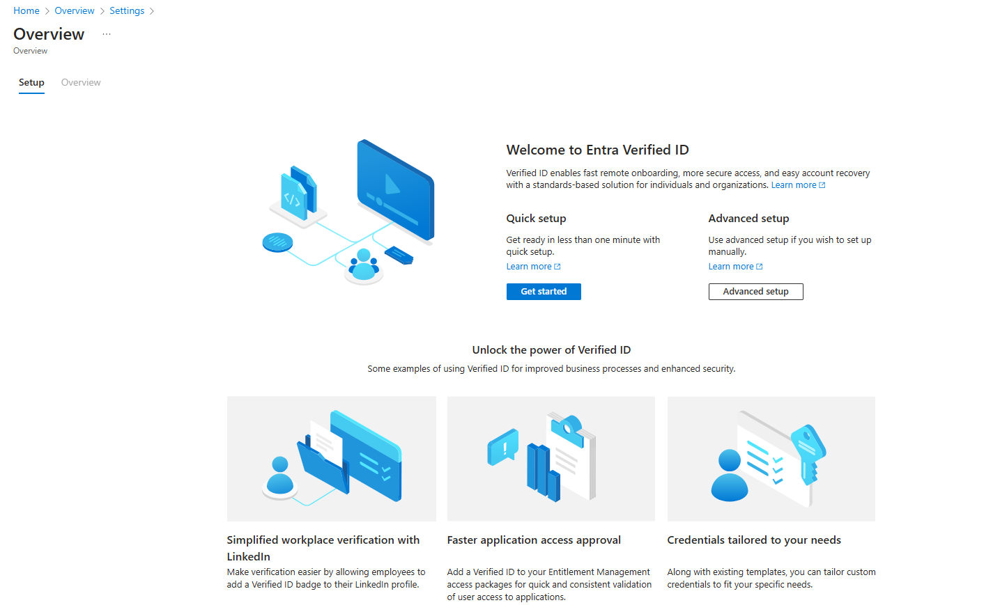 Home > Overview > Settings >
Overview ...
Overview
Setup Overview
Welcome to Entra Verified ID
Verified ID enables fast remote onboarding, more secure access, and easy account recovery
with a standards-based solution for individuals and organizations. Learn more
Quick setup
Get ready in less than one minute with
quick setup.
Learn more
Get started
Advanced setup
Use advanced setup if you wish to set up
manually.
Learn more
Advanced setup
Unlock the power of Verified ID
Some examples of using Verified ID for improved business processes and enhanced security.
Simplified workplace verification with
LinkedIn
Make verification easier by allowing employees to
add a Verified ID badge to their LinkedIn profile.
Faster application access approval
Add a Verified ID to your Entitlement Management
access packages for quick and consistent validation
of user access to applications.
Credentials tailored to your needs
Along with existing templates, you can tailor custom
credentials to fit your specific needs.